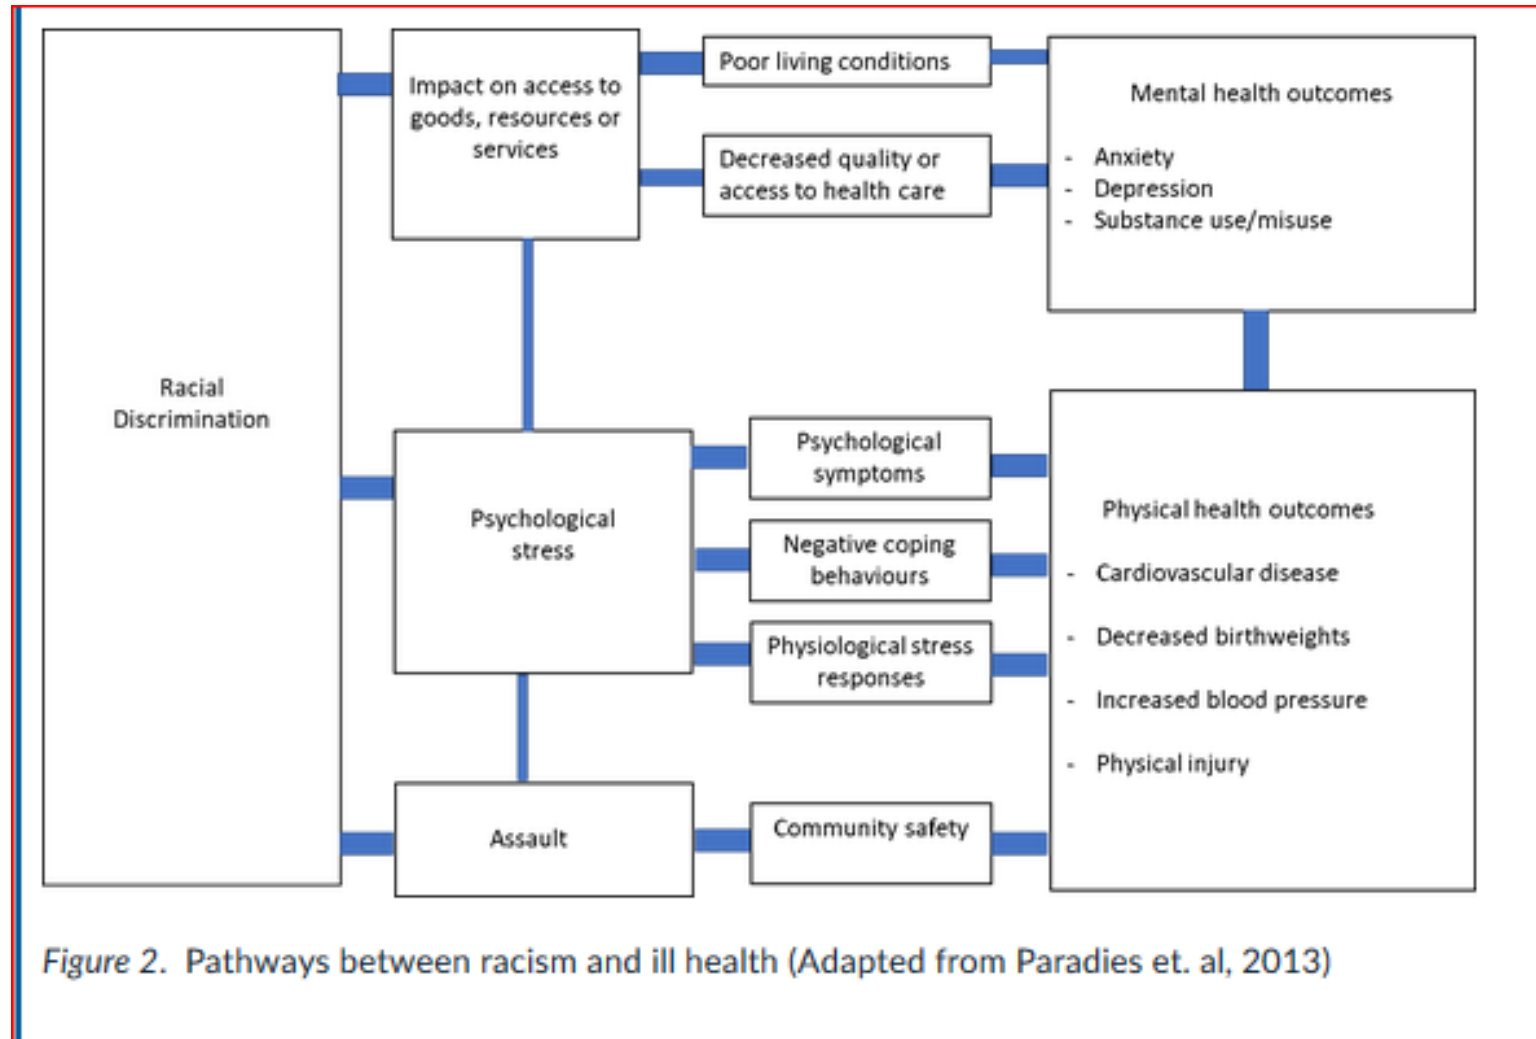 Racial
Discrimination
Impact on access to
goods, resources or
services
Poor living conditions
Decreased quality or
access to health care
Mental health outcomes
- Anxiety
- Depression
- Substance use/misuse
Psychological
stress
Psychological
symptoms
Negative coping
behaviours
Physiological stress
responses
Physical health outcomes
- Cardiovascular disease
- Decreased birthweights
- Increased blood pressure
- Physical injury
Assault
Community safety
Figure 2. Pathways between racism and ill health (Adapted from Paradies et. al, 2013)